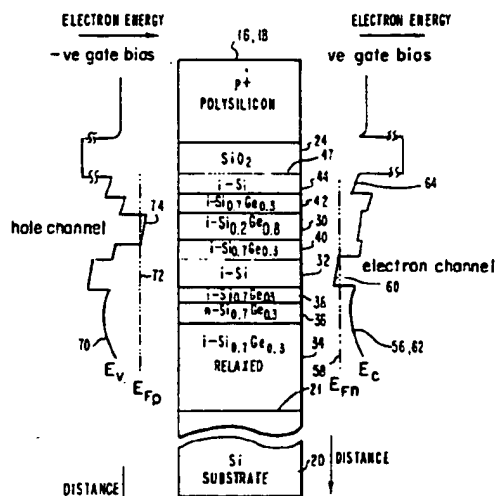 ELECTRON ENERGY
-ve gate bias
16,18
ELECTRON ENERGY
ve gate bias
p+
POLYSILICON
24
SiO2
47
i-Si
44
64
i-Si0.7Ge0.3
42
74
hole channel
i-Si0.2Ge0.8
30
i-Si0.7Ge0.3
40
72
i-Si
32
electron channel
60
i-Si0.7Ge0.3
38
n-Si0.7Ge0.3
36
70
i-Si0.7Ge0.3
34
56,62
RELAXED
58
Ev
EFp
EFn
Ec
21
Si
SUBSTRATE
20
DISTANCE
DISTANCE